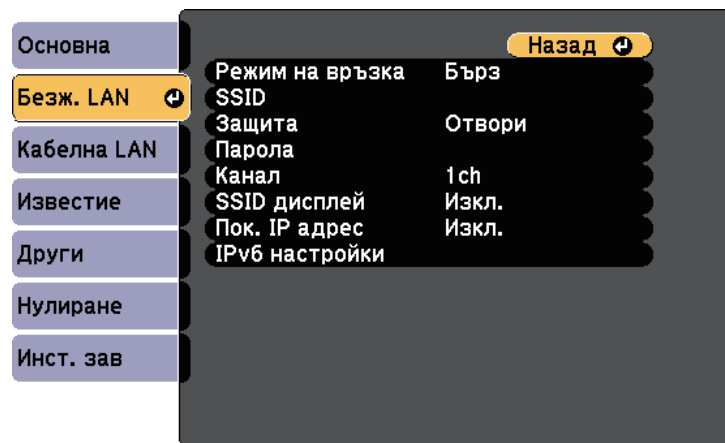 Основна
Безж. LAN
Кабелна LAN
Известие
Други
Нулиране
Инст. зав
Назад
Режим на връзка Бърз
SSID
Защита Отвори
Парола
Канал 1ch
SSID дисплей Изкл.
Пок. IP адрес Изкл.
IPv6 настройки